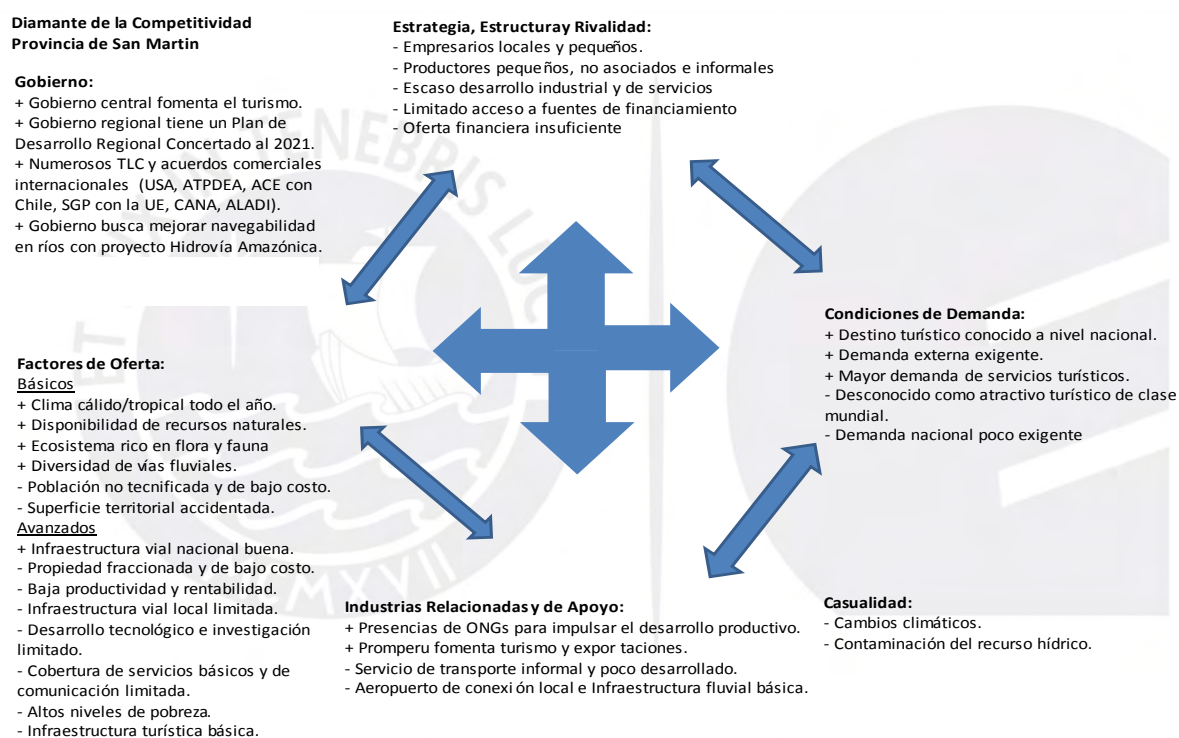 Diamante de la Competitividad
Provincia de San Martin
Gobierno:
+ Gobierno central fomenta el turismo.
+ Gobierno regional tiene un Plan de
Desarrollo Regional Concertado al 2021.
+ Numerosos TLC y acuerdos comerciales
internacionales (USA, ATPDEA, ACE con
Chile, SGP con la UE, CANA, ALADI).
+ Gobierno busca mejorar navegabilidad
en ríos con proyecto Hidrovía Amazónica.
Estrategia, Estructura y Rivalidad:
- Empresarios locales y pequeños.
- Productores pequeños, no asociados e informales
- Escaso desarrollo industrial y de servicios
- Limitado acceso a fuentes de financiamiento
- Oferta financiera insuficiente
Condiciones de Demanda:
+ Destino turístico conocido a nivel nacional.
+ Demanda externa exigente.
+ Mayor demanda de servicios turísticos.
- Desconocido como atractivo turístico de clase
mundial.
- Demanda nacional poco exigente
Factores de Oferta:
Básicos
+ Clima cálido/tropical todo el año.
+ Disponibilidad de recursos naturales.
+ Ecosistema rico en flora y fauna
+ Diversidad de vías fluviales.
- Población no tecnificada y de bajo costo.
- Superficie territorial accidentada.
Avanzados
+ Infraestructura vial nacional buena.
- Propiedad fraccionada y de bajo costo.
- Baja productividad y rentabilidad.
- Infraestructura vial local limitada.
- Desarrollo tecnológico e investigación
limitado.
- Cobertura de servicios básicos y de
comunicación limitada.
- Altos niveles de pobreza.
- Infraestructura turística básica.
Industrias Relacionadas y de Apoyo:
+ Presencias de ONGs para impulsar el desarrollo productivo.
+ Promperu fomenta turismo y exportaciones.
- Servicio de transporte informal y poco desarrollado.
- Aeropuerto de conexión local e Infraestructura fluvial básica.
Casualidad:
- Cambios climáticos.
- Contaminación del recurso hídrico.
ET LUX IN TENEBRIS LUC
MCMXVII